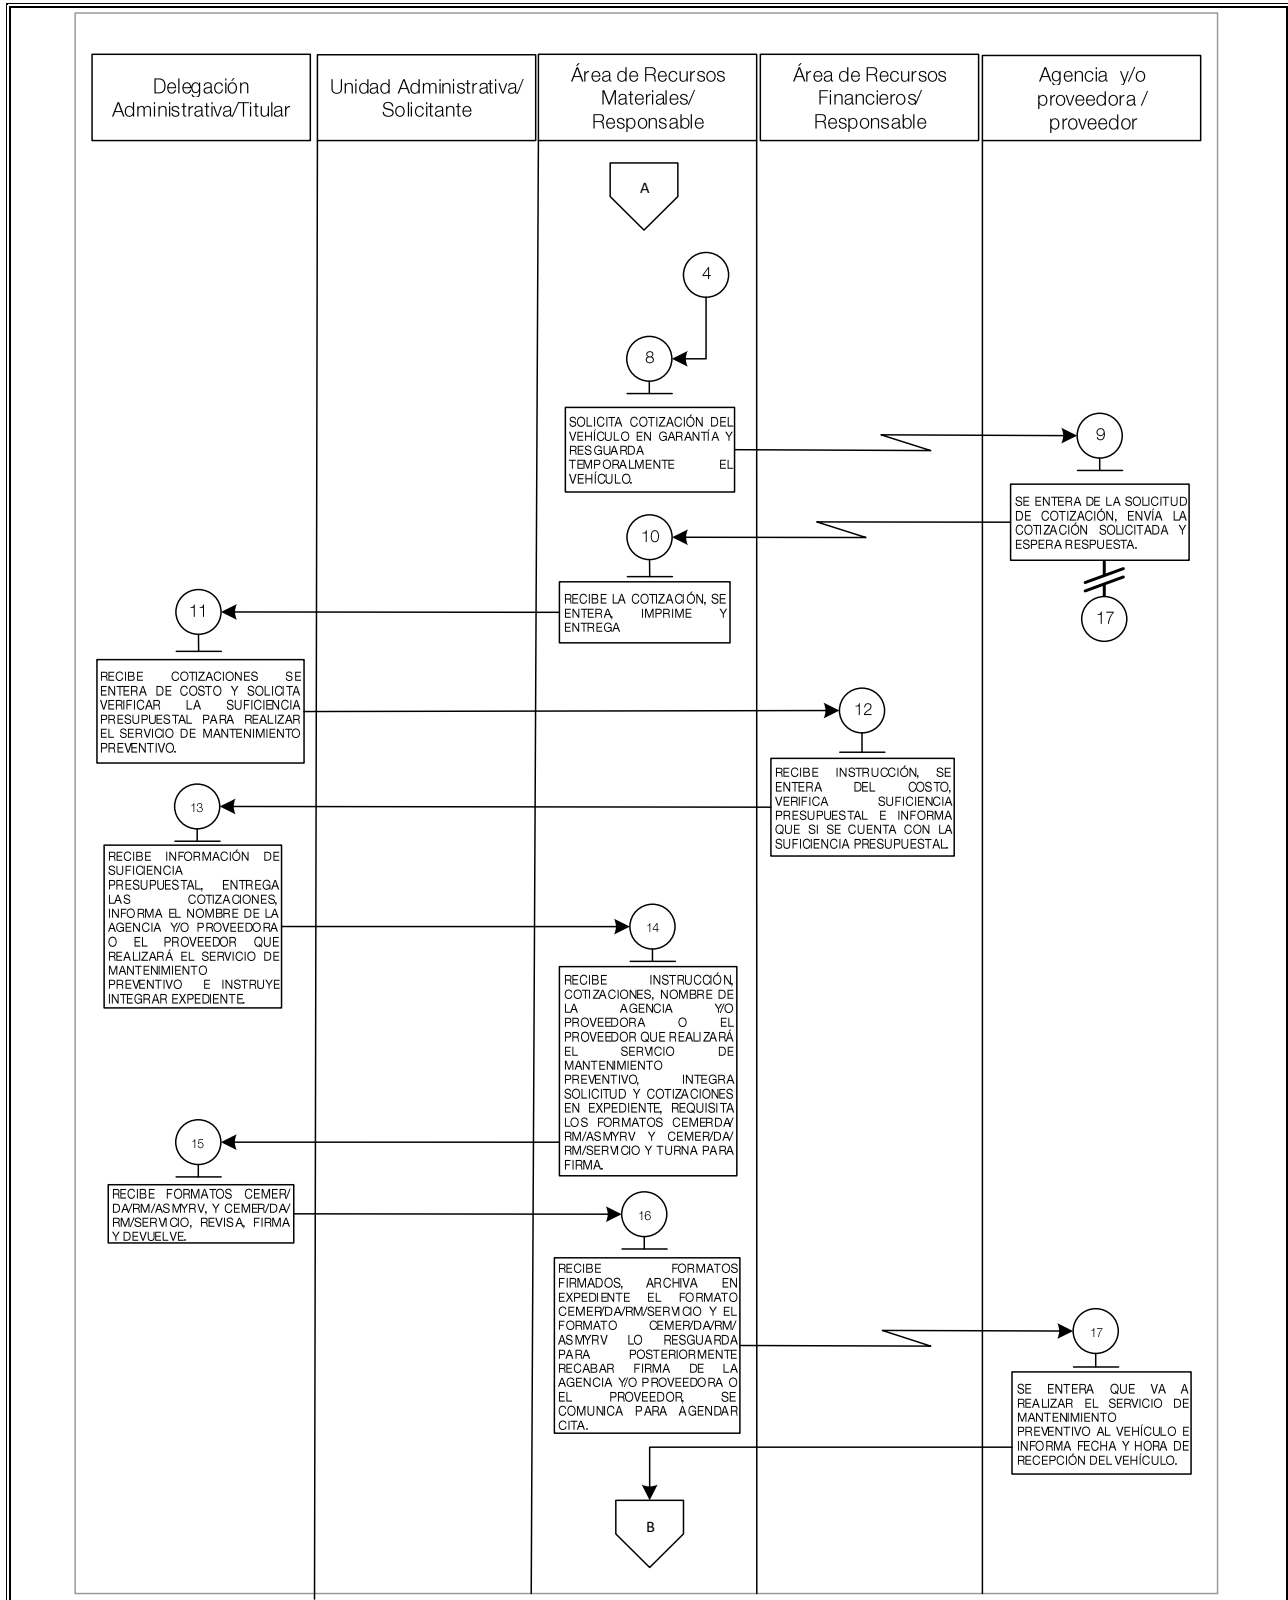 Delegación
Administrativa/Titular
Unidad Administrativa/
Solicitante
Área de Recursos
Materiales/
Responsable
Área de Recursos
Financieros/
Responsable
Agencia y/o
proveedora /
proveedor
A
4
8
SOLICITA COTIZACIÓN DEL
VEHÍCULO EN GARANTÍA Y
RESGUARDA
TEMPORALMENTE EL
VEHÍCULO.
9
SE ENTERA DE LA SOLICITUD
DE COTIZACIÓN, ENVÍA LA
COTIZACIÓN SOLICITADA Y
ESPERA RESPUESTA.
17
10
RECIBE LA COTIZACIÓN, SE
ENTERA, IMPRIME Y
ENTREGA
11
RECIBE COTIZACIONES SE
ENTERA DE COSTO Y SOLICITA
VERIFICAR LA SUFICIENCIA
PRESUPUESTAL PARA REALIZAR
EL SERVICIO DE MANTENIMIENTO
PREVENTIVO.
12
RECIBE INSTRUCCIÓN, SE
ENTERA DEL COSTO,
VERIFICA SUFICIENCIA
PRESUPUESTAL E INFORMA
QUE SI SE CUENTA CON LA
SUFICIENCIA PRESUPUESTAL.
13
RECIBE INFORMACIÓN DE
SUFICIENCIA
PRESUPUESTAL, ENTREGA
LAS COTIZACIONES,
INFORMA EL NOMBRE DE LA
AGENCIA Y/O PROVEEDORA
O EL PROVEEDOR QUE
REALIZARÁ EL SERVICIO DE
MANTENIMIENTO
PREVENTIVO E INSTRUYE
INTEGRAR EXPEDIENTE.
14
RECIBE INSTRUCCIÓN,
COTIZACIONES, NOMBRE DE
LA AGENCIA Y/O
PROVEEDORA O EL
PROVEEDOR QUE REALIZARÁ
EL SERVICIO DE
MANTENIMIENTO
PREVENTIVO, INTEGRA
SOLICITUD Y COTIZACIONES
EN EXPEDIENTE, REQUISITA
LOS FORMATOS CEMERDA/
RM/ASMYRV Y CEMER/DA/
RM/SERVICIO Y TURNA PARA
FIRMA.
15
RECIBE FORMATOS CEMER/
DA/RM/ASMYRV, Y CEMER/DA/
RM/SERVICIO, REVISA, FIRMA
Y DEVUELVE.
16
RECIBE FORMATOS
FIRMADOS, ARCHIVA EN
EXPEDIENTE EL FORMATO
CEMER/DA/RM/SERVICIO Y EL
FORMATO CEMER/DA/RM/
ASMYRV LO RESGUARDA
PARA POSTERIORMENTE
RECABAR FIRMA DE LA
AGENCIA Y/O PROVEEDORA O
EL PROVEEDOR, SE
COMUNICA PARA AGENDAR
CITA.
17
SE ENTERA QUE VA A
REALIZAR EL SERVICIO DE
MANTENIMIENTO
PREVENTIVO AL VEHÍCULO E
INFORMA FECHA Y HORA DE
RECEPCIÓN DEL VEHÍCULO.
B